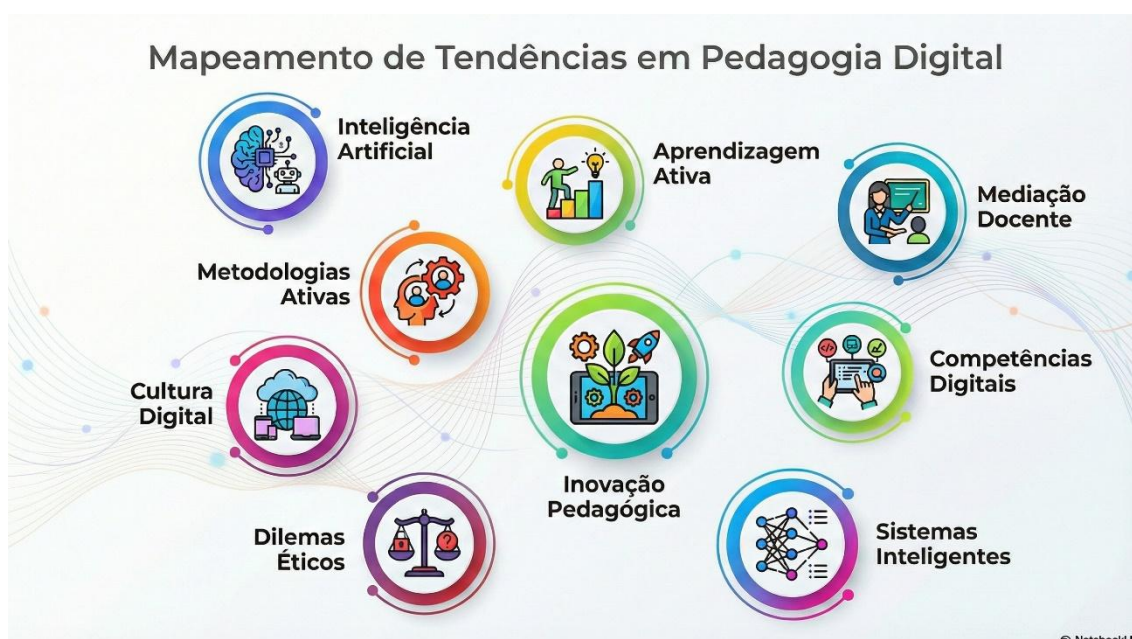 Mapeamento de Tendências em Pedagogia Digital
Inteligência
Artificial
Aprendizagem
Ativa
Mediação
Docente
Metodologias
Ativas
Cultura
Digital
Competências
Digitais
Inovação
Pedagógica
Dilemas
Éticos
Sistemas
Inteligentes